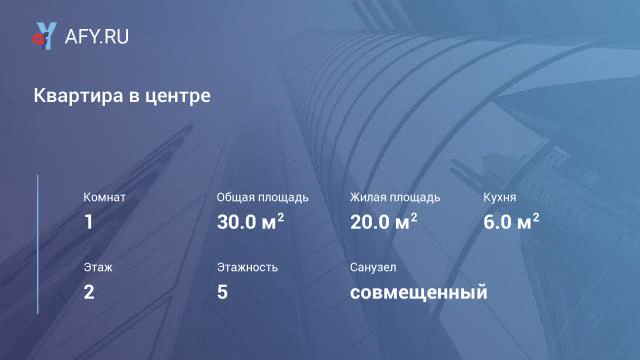 AFY.RU
Квартира в центре
Комнат
Общая площадь
Жилая площадь
Кухня
1
30.0 м²
20.0 м²
6.0 м²
Этаж
Этажность
Санузел
2
5
совмещенный